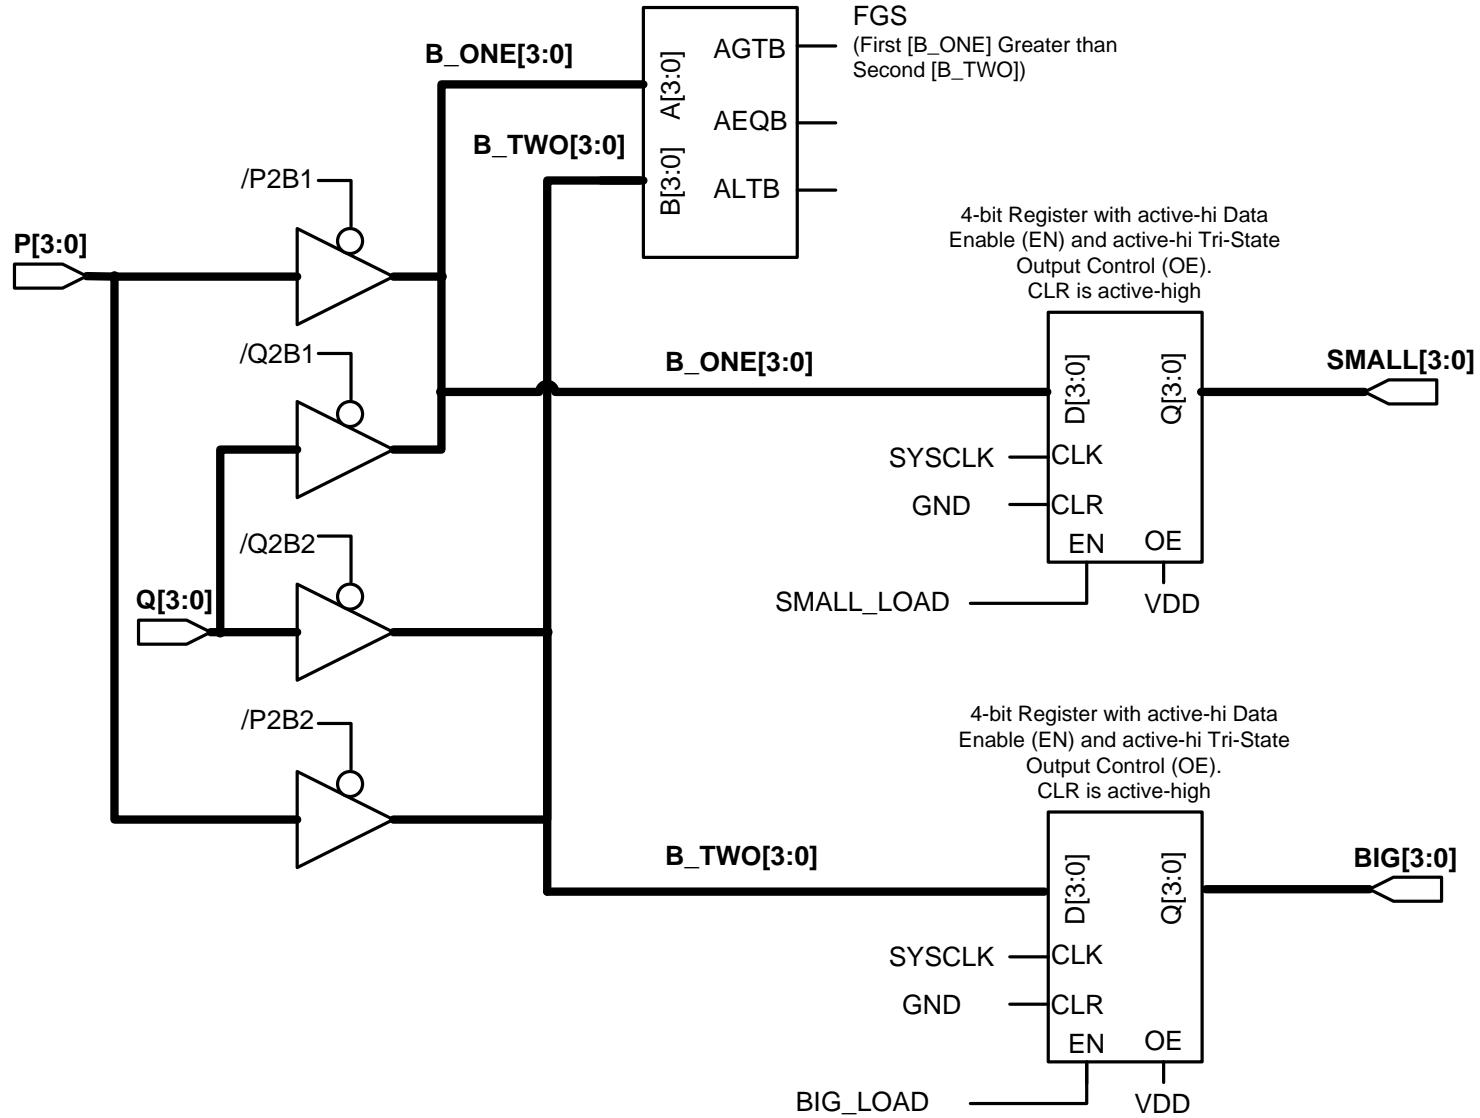 FGS
(First [B_ONE] Greater than
Second [B_TWO])
B_ONE[3:0]
A[3:0]
AGTB
AEQB
B_TWO[3:0]
B[3:0]
ALTB
/P2B1
P[3:0]
4-bit Register with active-hi Data
Enable (EN) and active-hi Tri-State
Output Control (OE).
CLR is active-high
/Q2B1
B_ONE[3:0]
D[3:0]
Q[3:0]
SMALL[3:0]
SYSCLK
CLK
GND
CLR
/Q2B2
EN
OE
Q[3:0]
SMALL_LOAD
VDD
/P2B2
4-bit Register with active-hi Data
Enable (EN) and active-hi Tri-State
Output Control (OE).
CLR is active-high
B_TWO[3:0]
D[3:0]
Q[3:0]
BIG[3:0]
SYSCLK
CLK
GND
CLR
EN
OE
BIG_LOAD
VDD